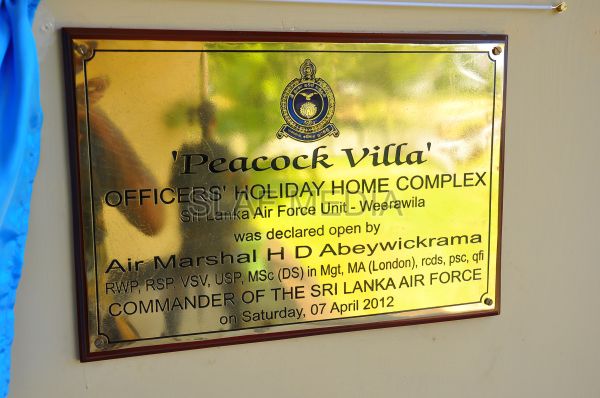 'Peacock Villa'
OFFICERS' HOLIDAY HOME COMPLEX
Sri Lanka Air Force Unit - Weerawila
SLAF MEDIA
was declared open by
Air Marshal H D Abeywickrama
RWP, RSP, VSV, USP, MSc (DS) in Mgt, MA (London), rcds, psc, qfi
COMMANDER OF THE SRI LANKA AIR FORCE
on Saturday, 07 April 2012